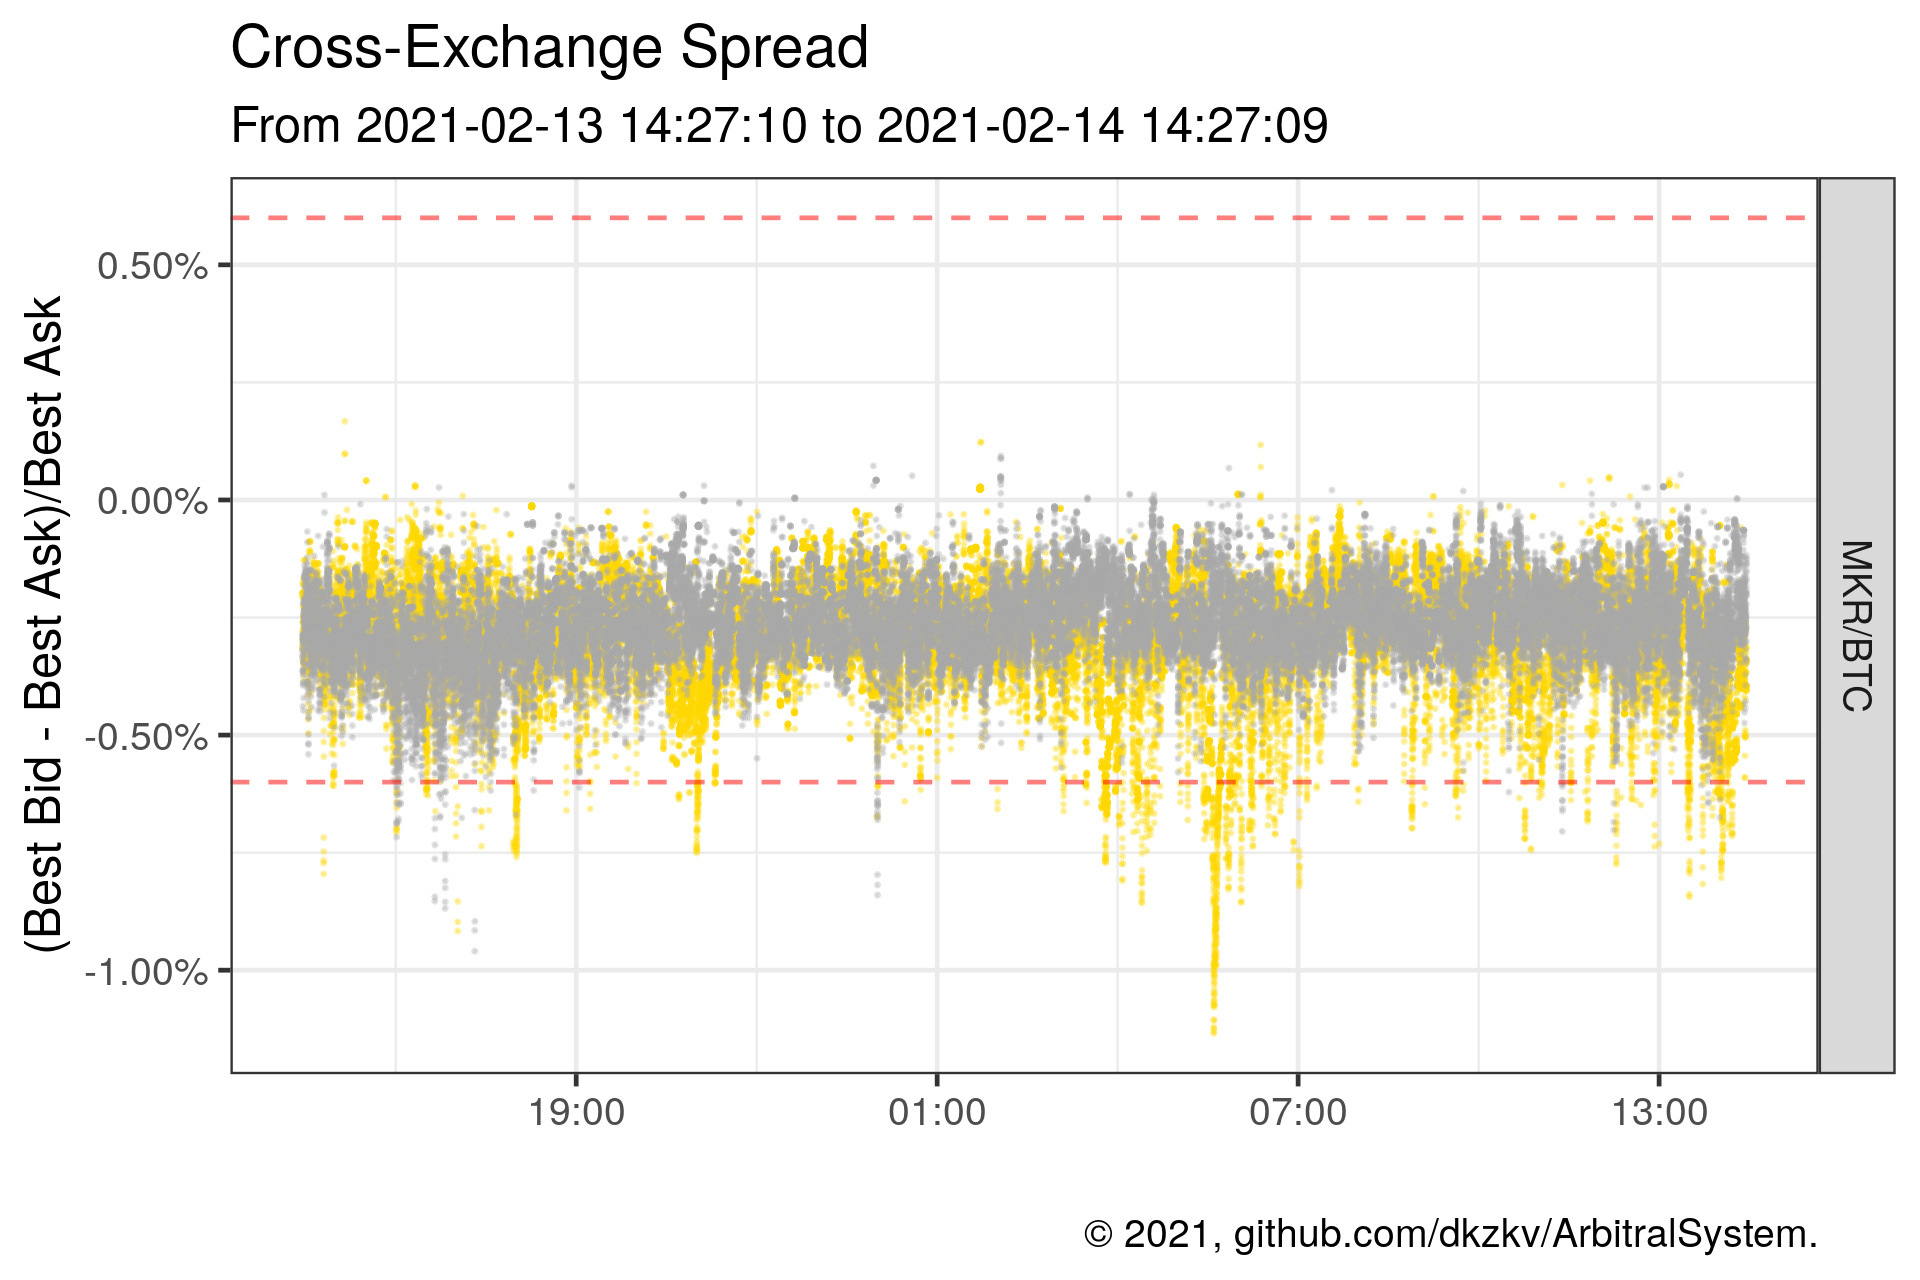 Cross-Exchange Spread
From 2021-02-13 14:27:10 to 2021-02-14 14:27:09
(Best Bid - Best Ask)/Best Ask
0.50%
0.00%
-0.50%
-1.00%
MKR/BTC
19:00
01:00
07:00
13:00
© 2021, github.com/dkzkv/ArbitralSystem.